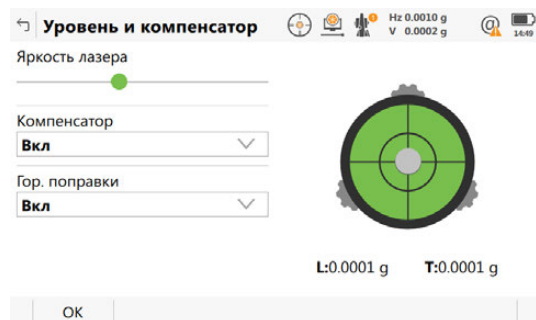 Уровень и компенсатор
Hz 0.0010 g
V 0.0002 g
14:49
Яркость лазера
Компенсатор
Вкл
Гор. поправки
Вкл
L:0.0001 g T:0.0001 g
OK